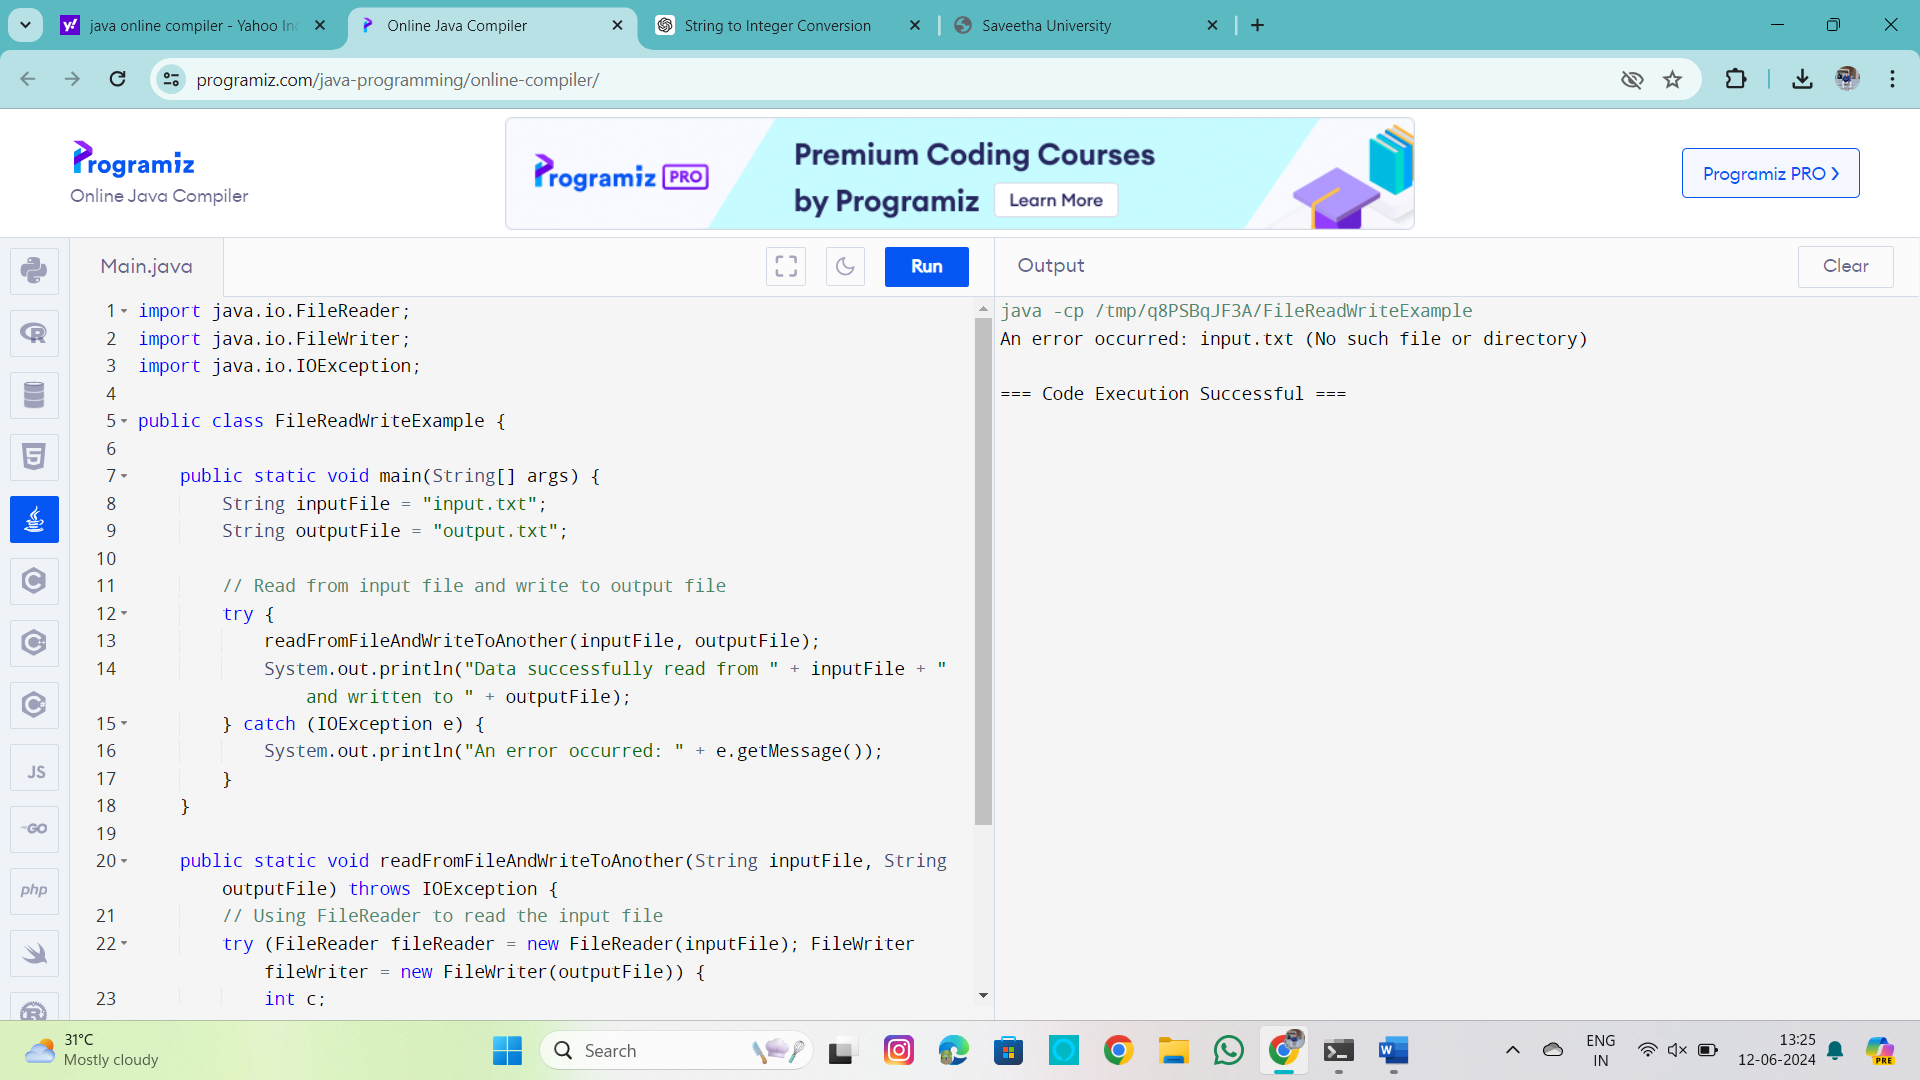 java online compiler - Yahoo In
Online Java Compiler
String to Integer Conversion
Saveetha University
programiz.com/java-programming/online-compiler/
Programiz
Online Java Compiler
Programiz PRO
Premium Coding Courses
by Programiz
Learn More
Programiz PRO
Main.java
Run
Output
Clear
1 import java.io.FileReader;
2 import java.io.FileWriter;
3 import java.io.IOException;
4
5 public class FileReadWriteExample {
6
7 public static void main(String[] args) {
8 String inputFile = "input.txt";
9 String outputFile = "output.txt";
10
11 // Read from input file and write to output file
12 try {
13 readFromFileAndWriteToAnother(inputFile, outputFile);
14 System.out.println("Data successfully read from " + inputFile + "
and written to " + outputFile);
15 } catch (IOException e) {
16 System.out.println("An error occurred: " + e.getMessage());
17 }
18 }
19
20 public static void readFromFileAndWriteToAnother(String inputFile, String
outputFile) throws IOException {
21 // Using FileReader to read the input file
22 try (FileReader fileReader = new FileReader(inputFile); FileWriter
fileWriter = new FileWriter(outputFile)) {
23 int c;
java -cp /tmp/q8PSBqJF3A/FileReadWriteExample
An error occurred: input.txt (No such file or directory)
=== Code Execution Successful ===
JS
GO
php
31°C
Mostly cloudy
Search
ENG
IN
13:25
12-06-2024
PRE